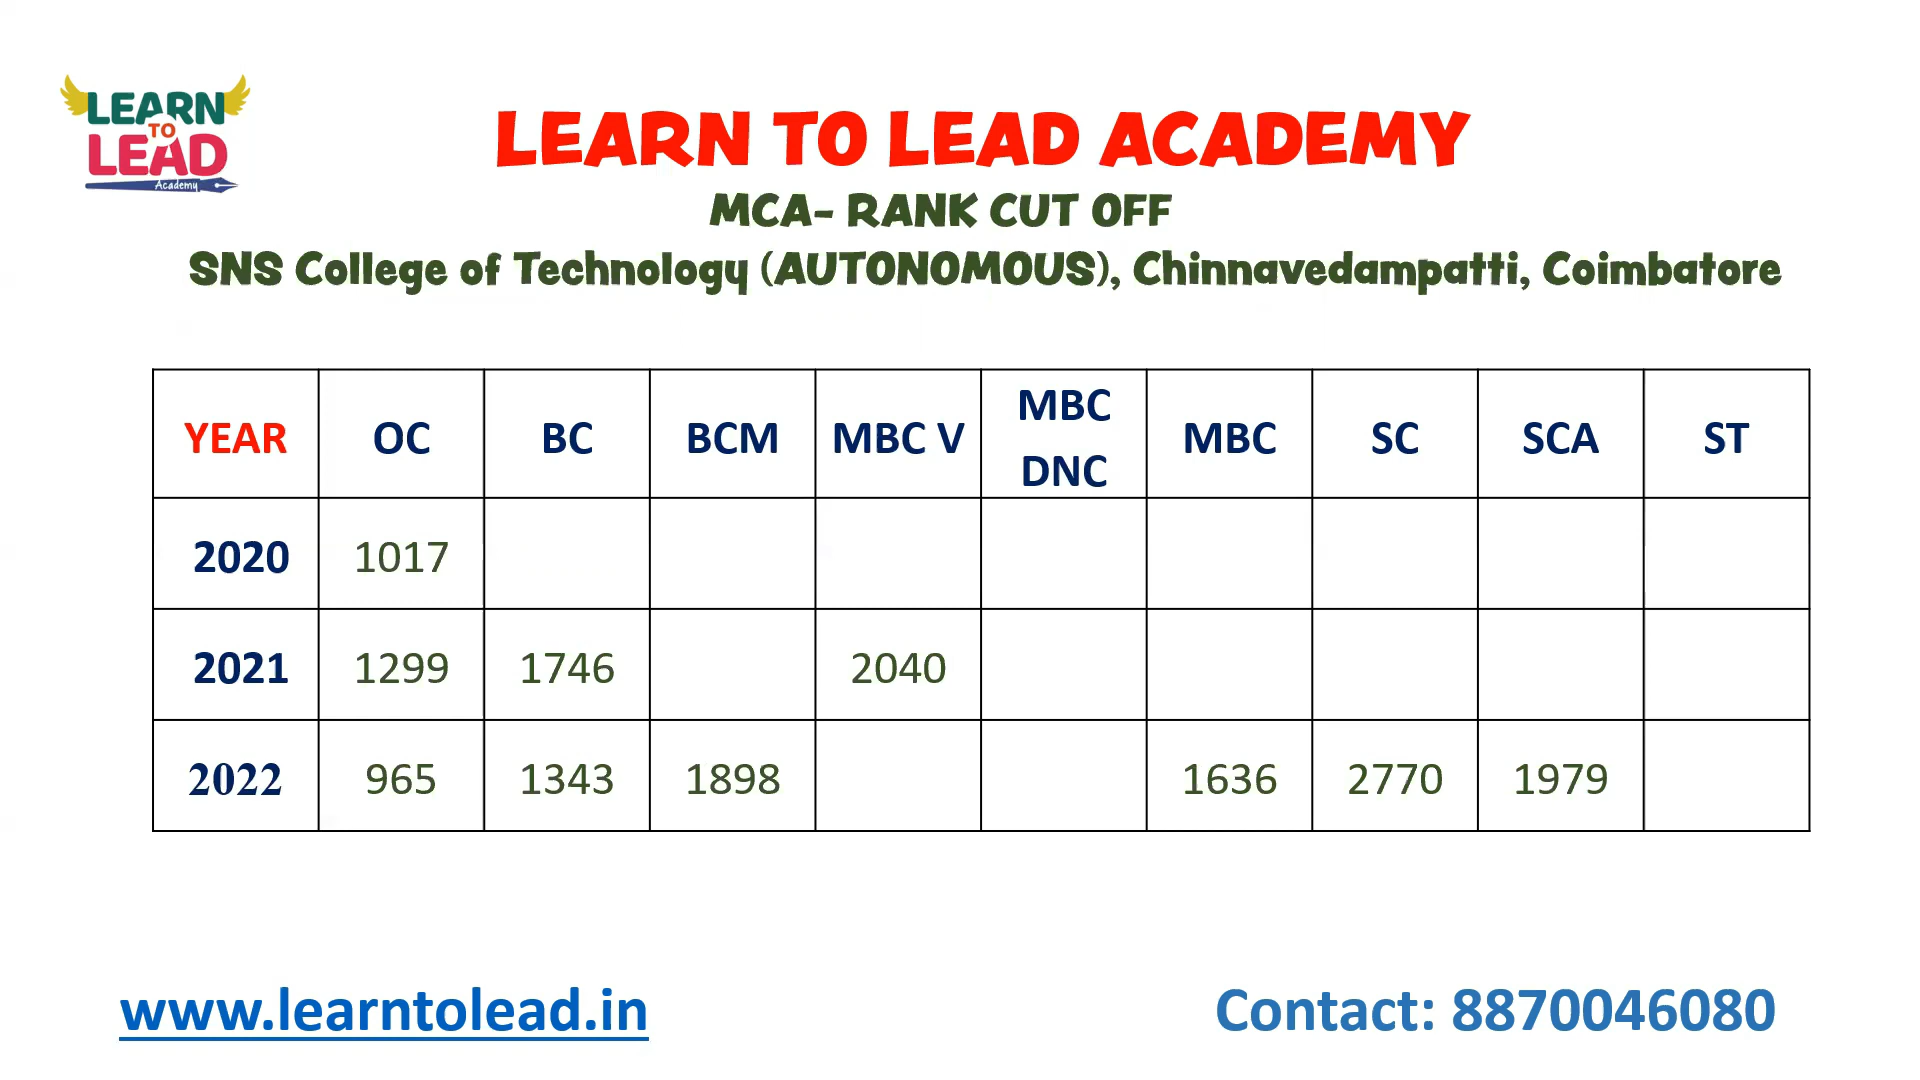 LEARN
TO
LEAD
Academy
LEARN TO LEAD ACADEMY
MCA- RANK CUT OFF
SNS College of Technology (AUTONOMOUS), Chinnavedampatti, Coimbatore
YEAR OC BC BCM MBC V MBC DNC MBC SC SCA ST
2020 1017
2021 1299 1746 2040
2022 965 1343 1898 1636 2770 1979
www.learntolead.in
Contact: 8870046080